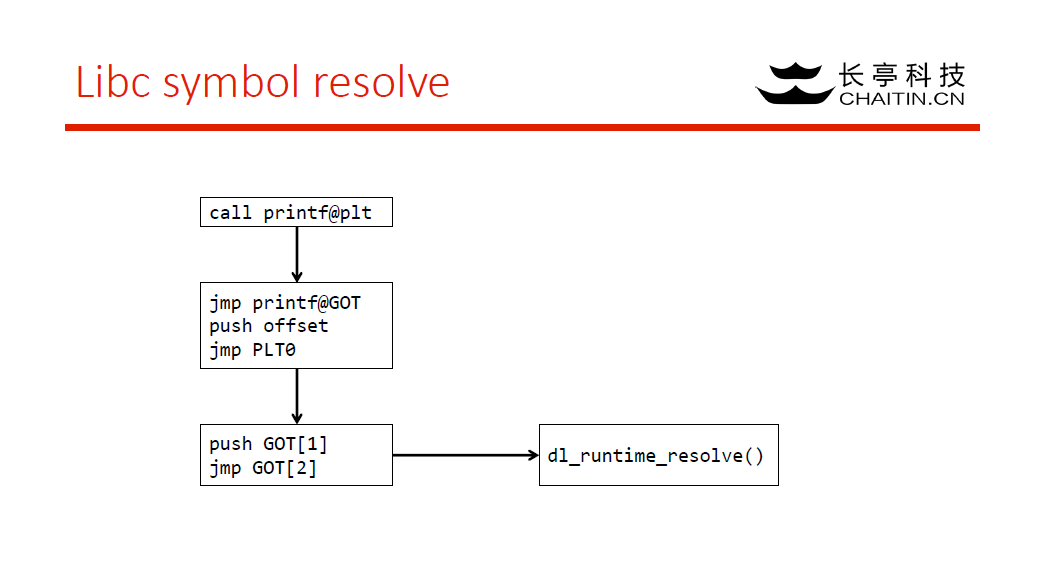 Libc symbol resolve
长亭科技
CHAITIN.CN
call printf@plt
jmp printf@GOT
push offset
jmp PLT0
push GOT[1]
jmp GOT[2]
dl_runtime_resolve()